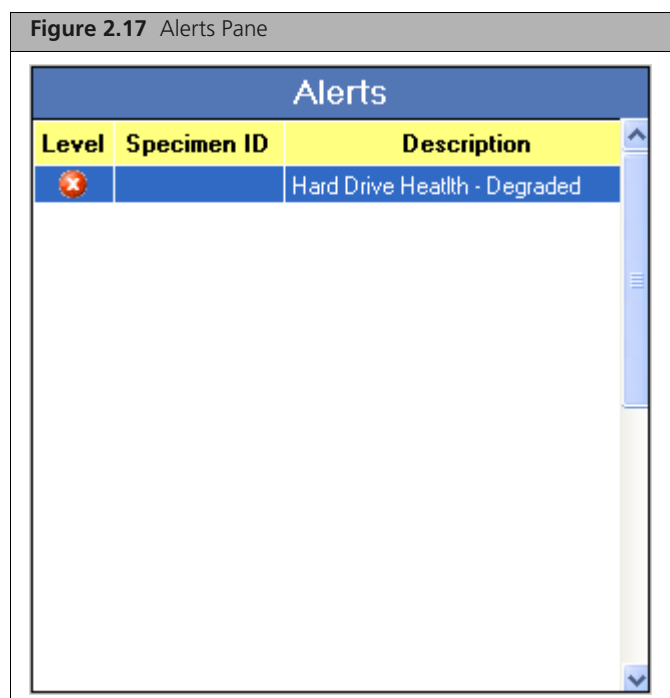 Figure 2.17 Alerts Pane
Alerts
Level Specimen ID Description
Hard Drive Heatlth - Degraded